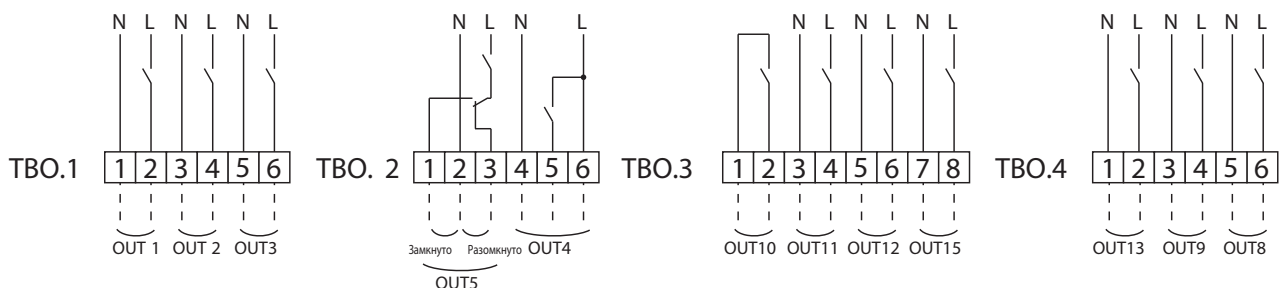 N L N L N L N L N L N L N L N L N L N L N L
TBO.1 1 2 3 4 5 6 TBO. 2 1 2 3 4 5 6 TBO.3 1 2 3 4 5 6 7 8 TBO.4 1 2 3 4 5 6
OUT 1 OUT 2 OUT3 Замкнуто Разомкнуто OUT4 OUT10 OUT11 OUT12 OUT15 OUT13 OUT9 OUT8
OUT5